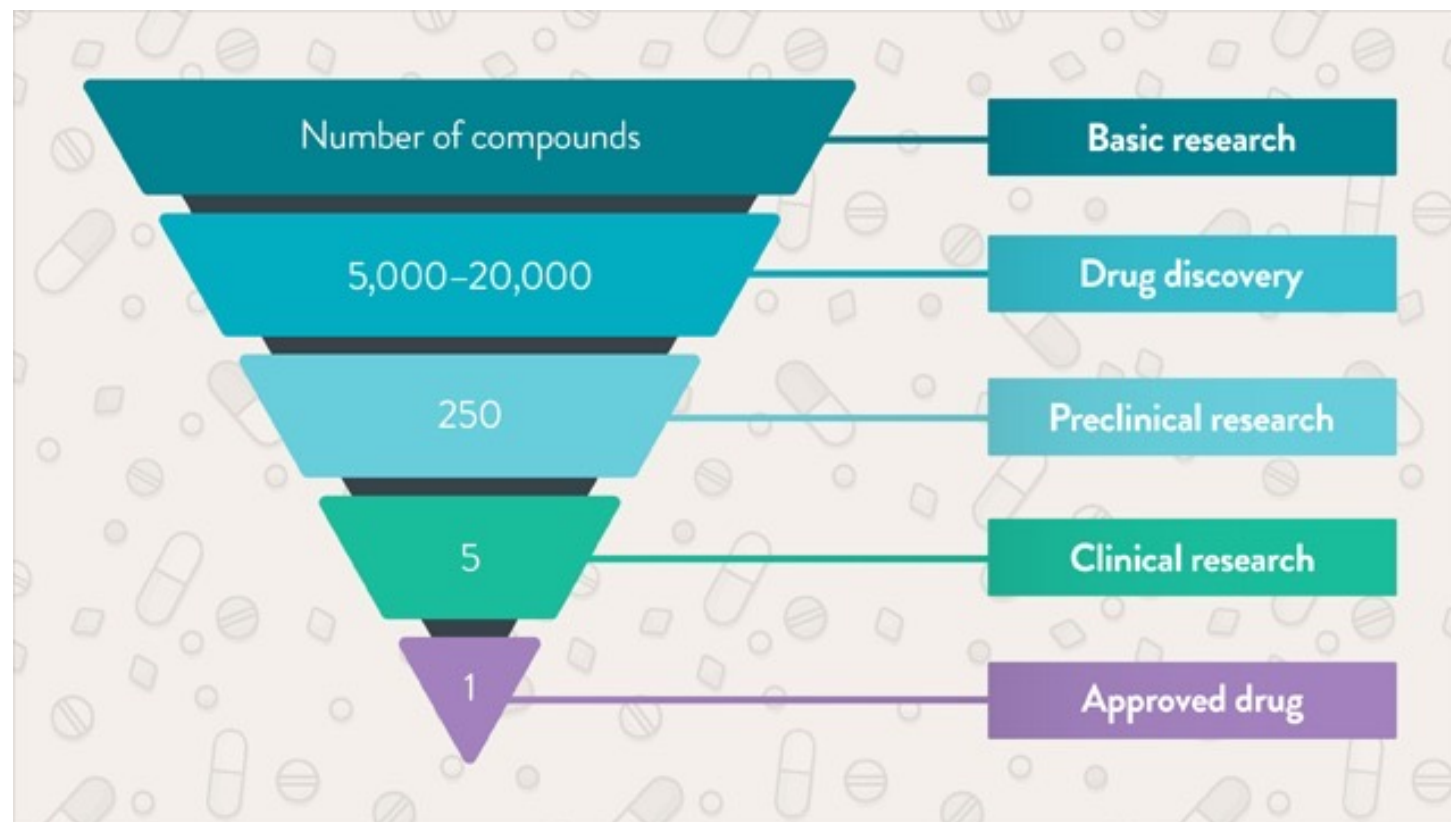 Number of compounds
Basic research
5,000–20,000
Drug discovery
250
Preclinical research
5
Clinical research
1
Approved drug